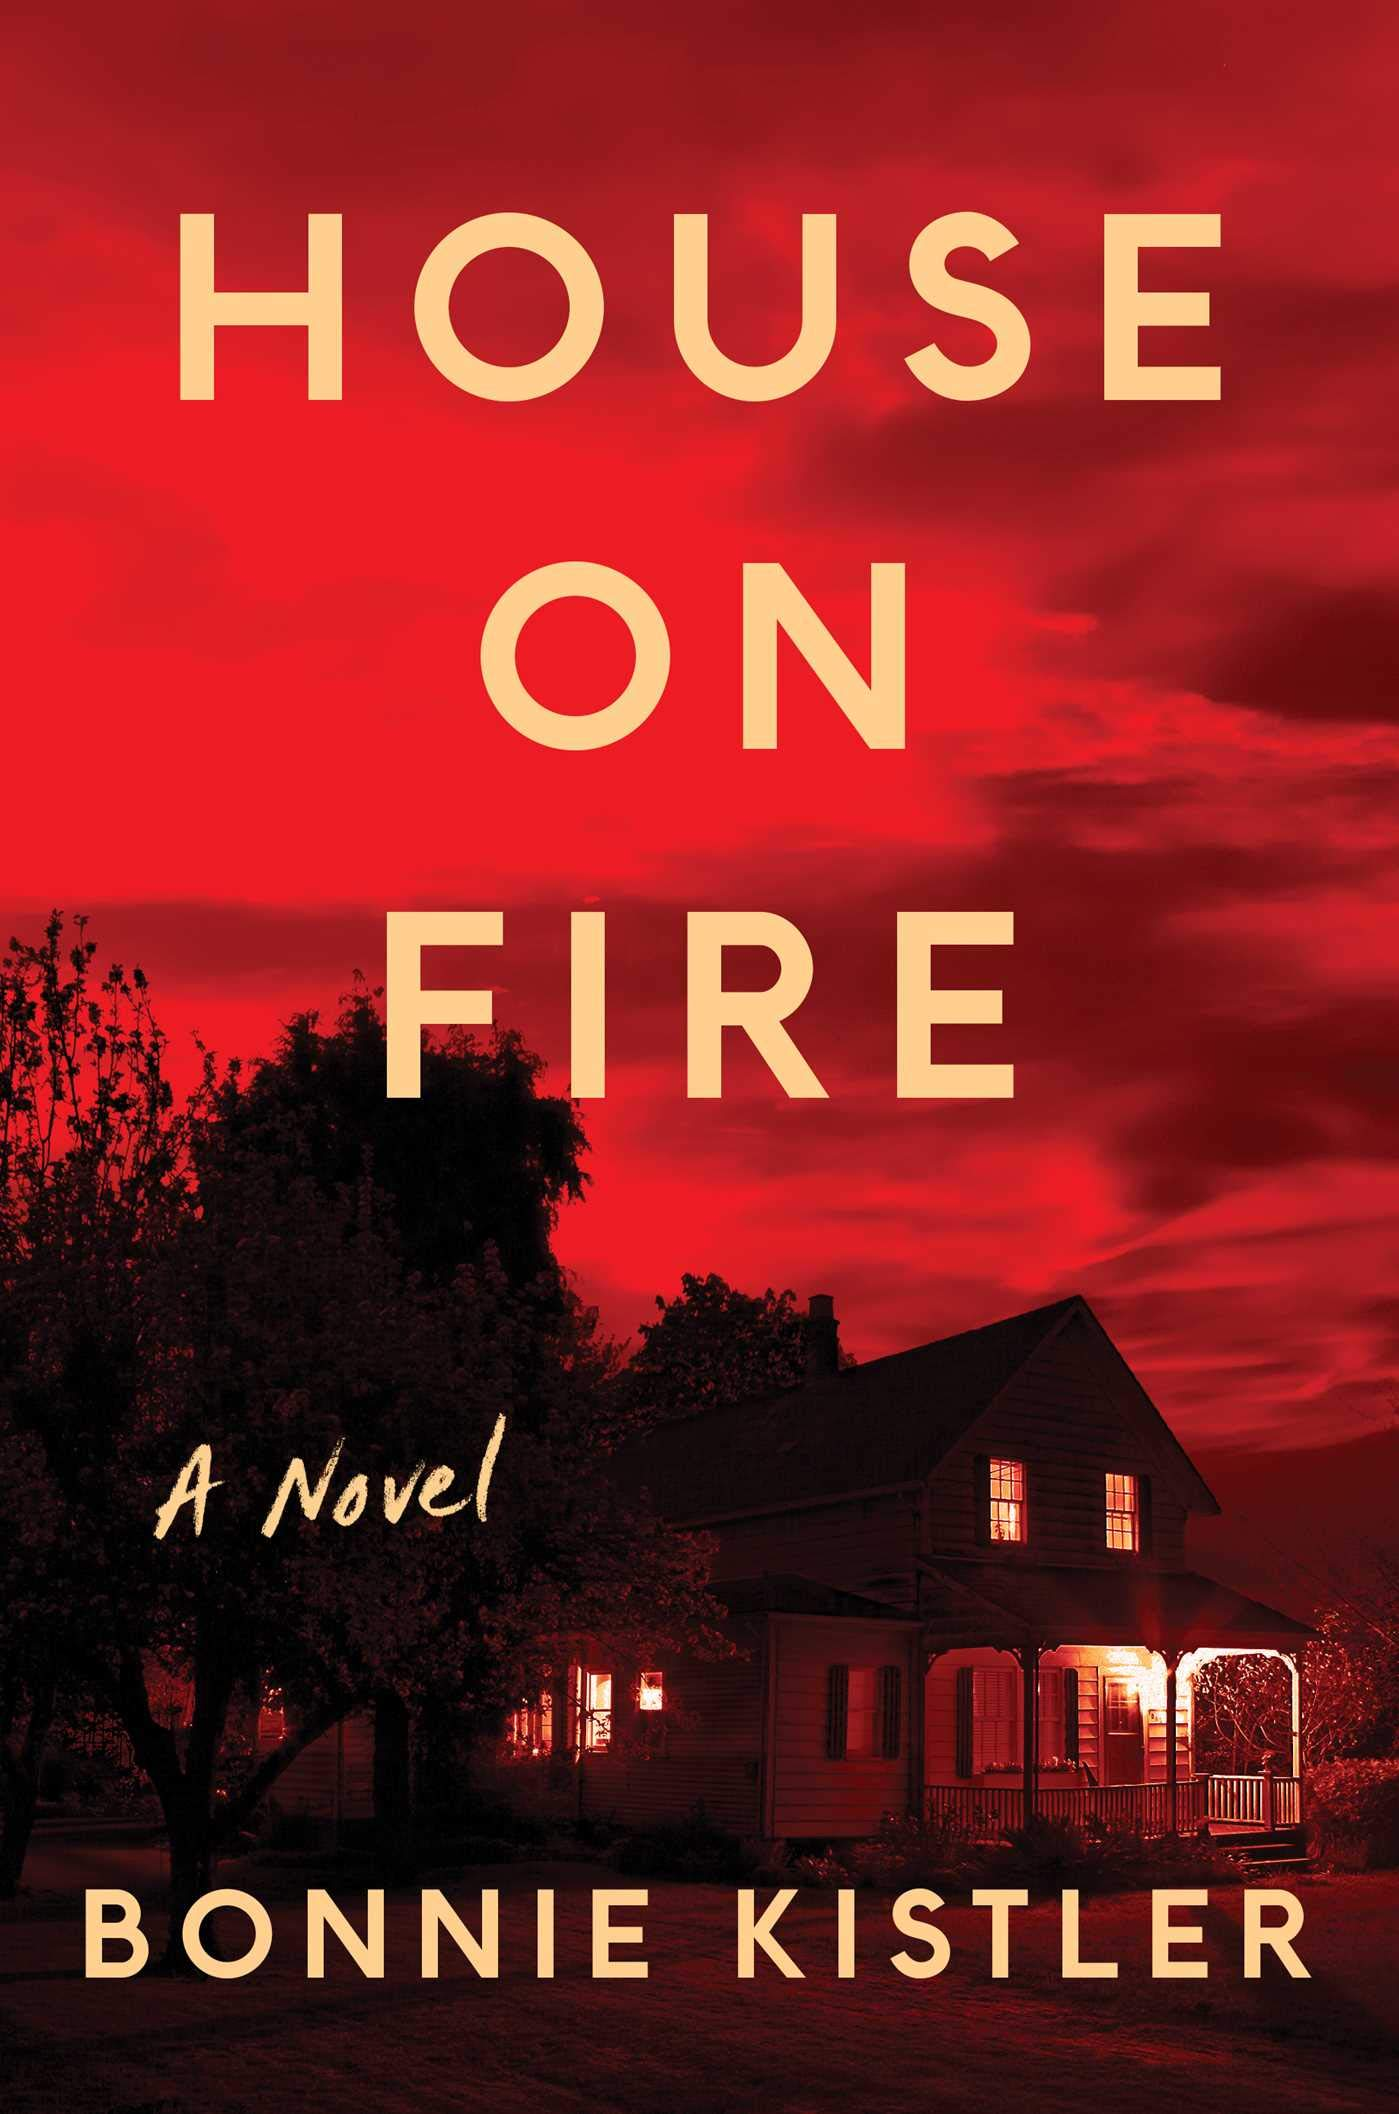 HOUSE
ON
FIRE
A Novel
BONNIE KISTLER